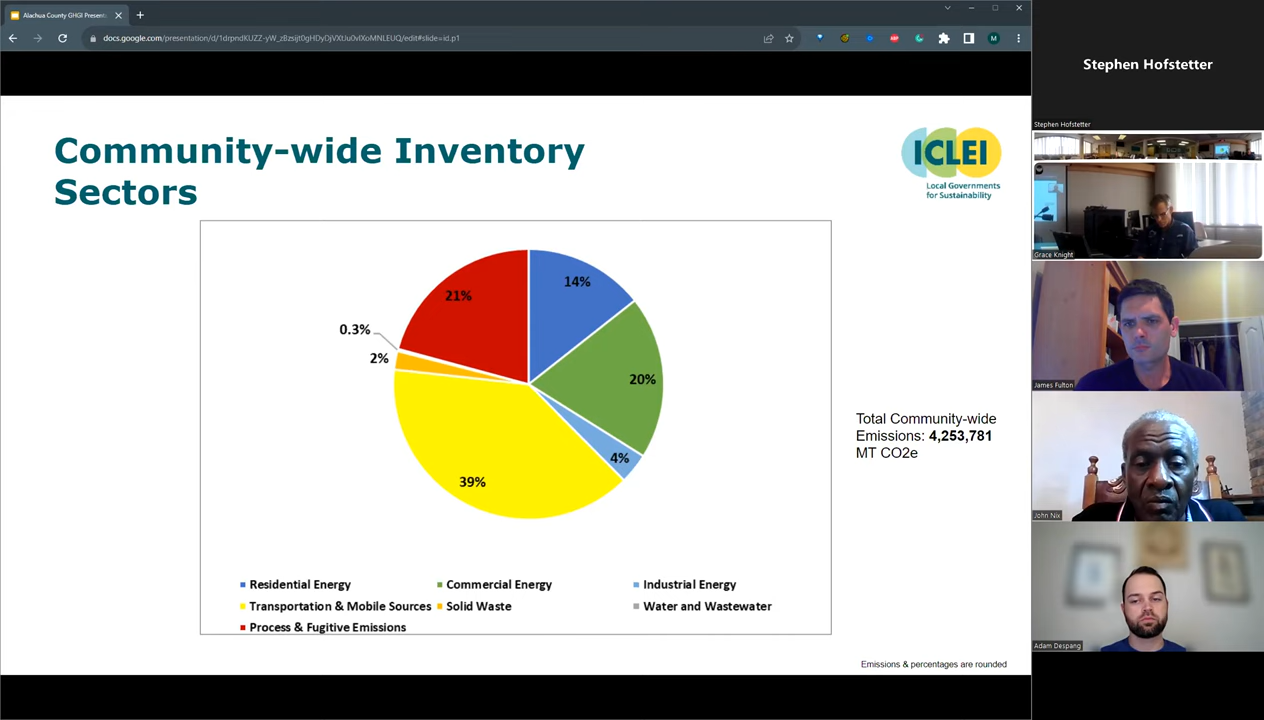 Alachua County GHGI Present
docs.google.com/presentation/d/1drpndKUZZ-yW_zBzsijt0gHDyDjVXtJu0vlXoMNLEUQ/edit#slide=id.p1
ABP
M
Community-wide Inventory
Sectors
ICLEI
Local Governments
for Sustainability
21%
14%
0.3%
2%
20%
4%
39%
Total Community-wide
Emissions: 4,253,781
MT CO2e
Residential Energy
Commercial Energy
Industrial Energy
Transportation & Mobile Sources
Solid Waste
Water and Wastewater
Process & Fugitive Emissions
Emissions & percentages are rounded
Stephen Hofstetter
Stephen Hofstetter
Grace Knight
James Fulton
John Nix
Adam Despang